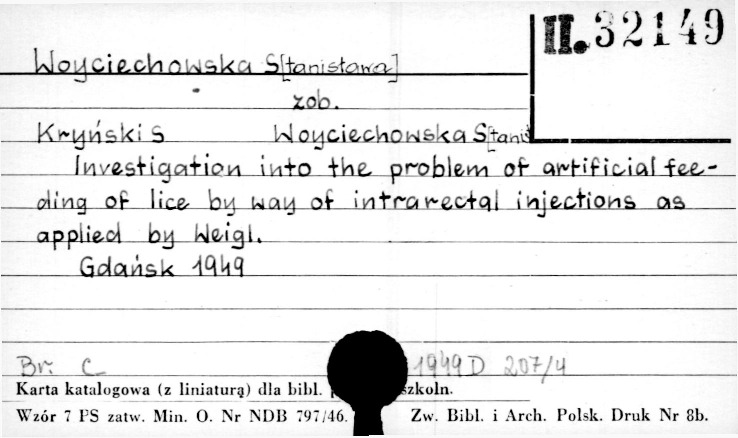 II. 32149
Woyciechowska S[tanisława]
zob.
Kryński S Woyciechowska S[tanis
Investigation into the problem of artificial fee-
ding of lice by way of intrarectal injections as
applied by Weigl.
Gdańsk 1949
Br. C 1949 D 207/4
Karta katalogowa (z liniaturą) dla bibl. p szkoln.
Wzór 7 PS zatw. Min. O. Nr NDB 797/46. Zw. Bibl. i Arch. Polsk. Druk Nr 8b.